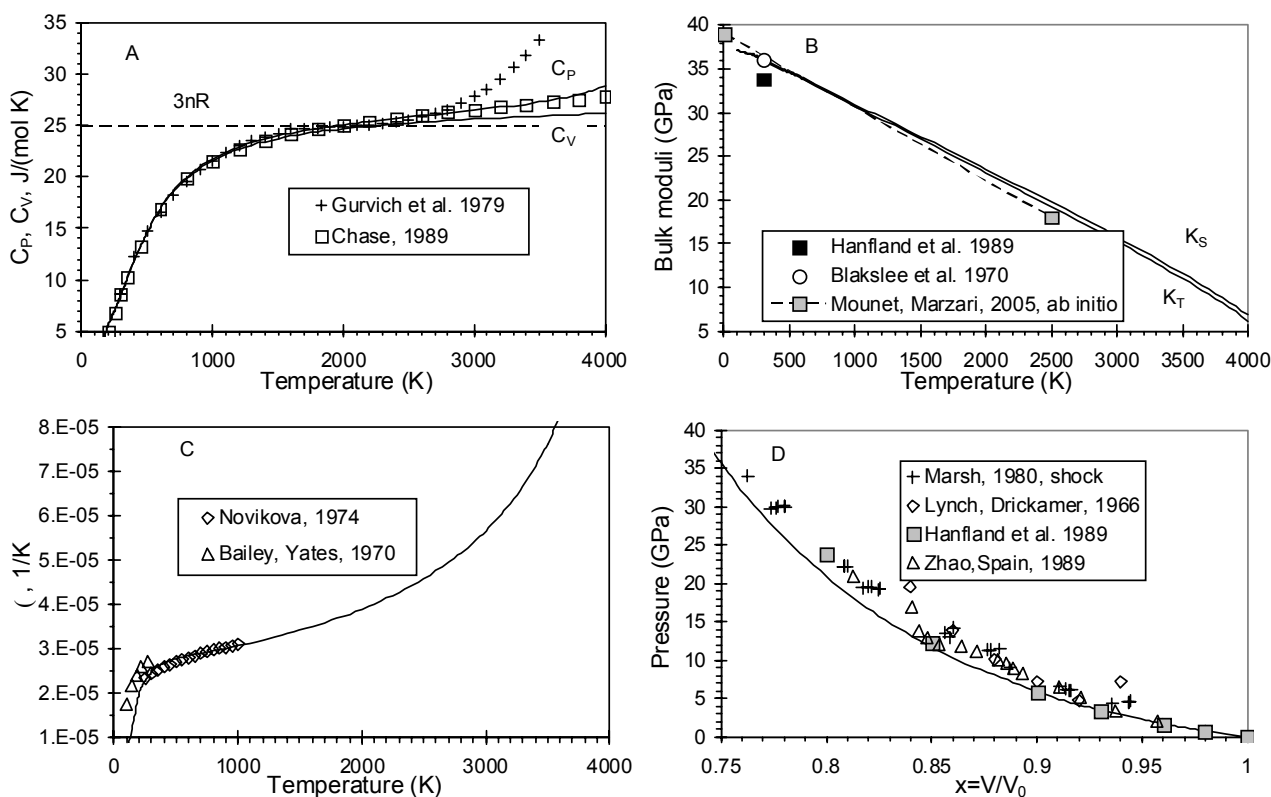 A
40
35
30
25
20
15
10
5
C_P, C_V, J/(mol K)
3nR
C_P
C_V
Gurvich et al. 1979
Chase, 1989
0 1000 2000 3000 4000
Temperature (K)
B
40
35
30
25
20
15
10
5
0
Bulk moduli (GPa)
K_S
K_T
Hanfland et al. 1989
Blakslee et al. 1970
Mounet, Marzari, 2005, ab initio
0 500 1000 1500 2000 2500 3000 3500 4000
Temperature (K)
C
8.E-05
7.E-05
6.E-05
5.E-05
4.E-05
3.E-05
2.E-05
1.E-05
( , 1/K
Novikova, 1974
Bailey, Yates, 1970
0 1000 2000 3000 4000
Temperature (K)
D
40
35
30
25
20
15
10
5
0
Pressure (GPa)
Marsh, 1980, shock
Lynch, Drickamer, 1966
Hanfland et al. 1989
Zhao,Spain, 1989
0.75 0.8 0.85 0.9 0.95 1
x=V/V_0